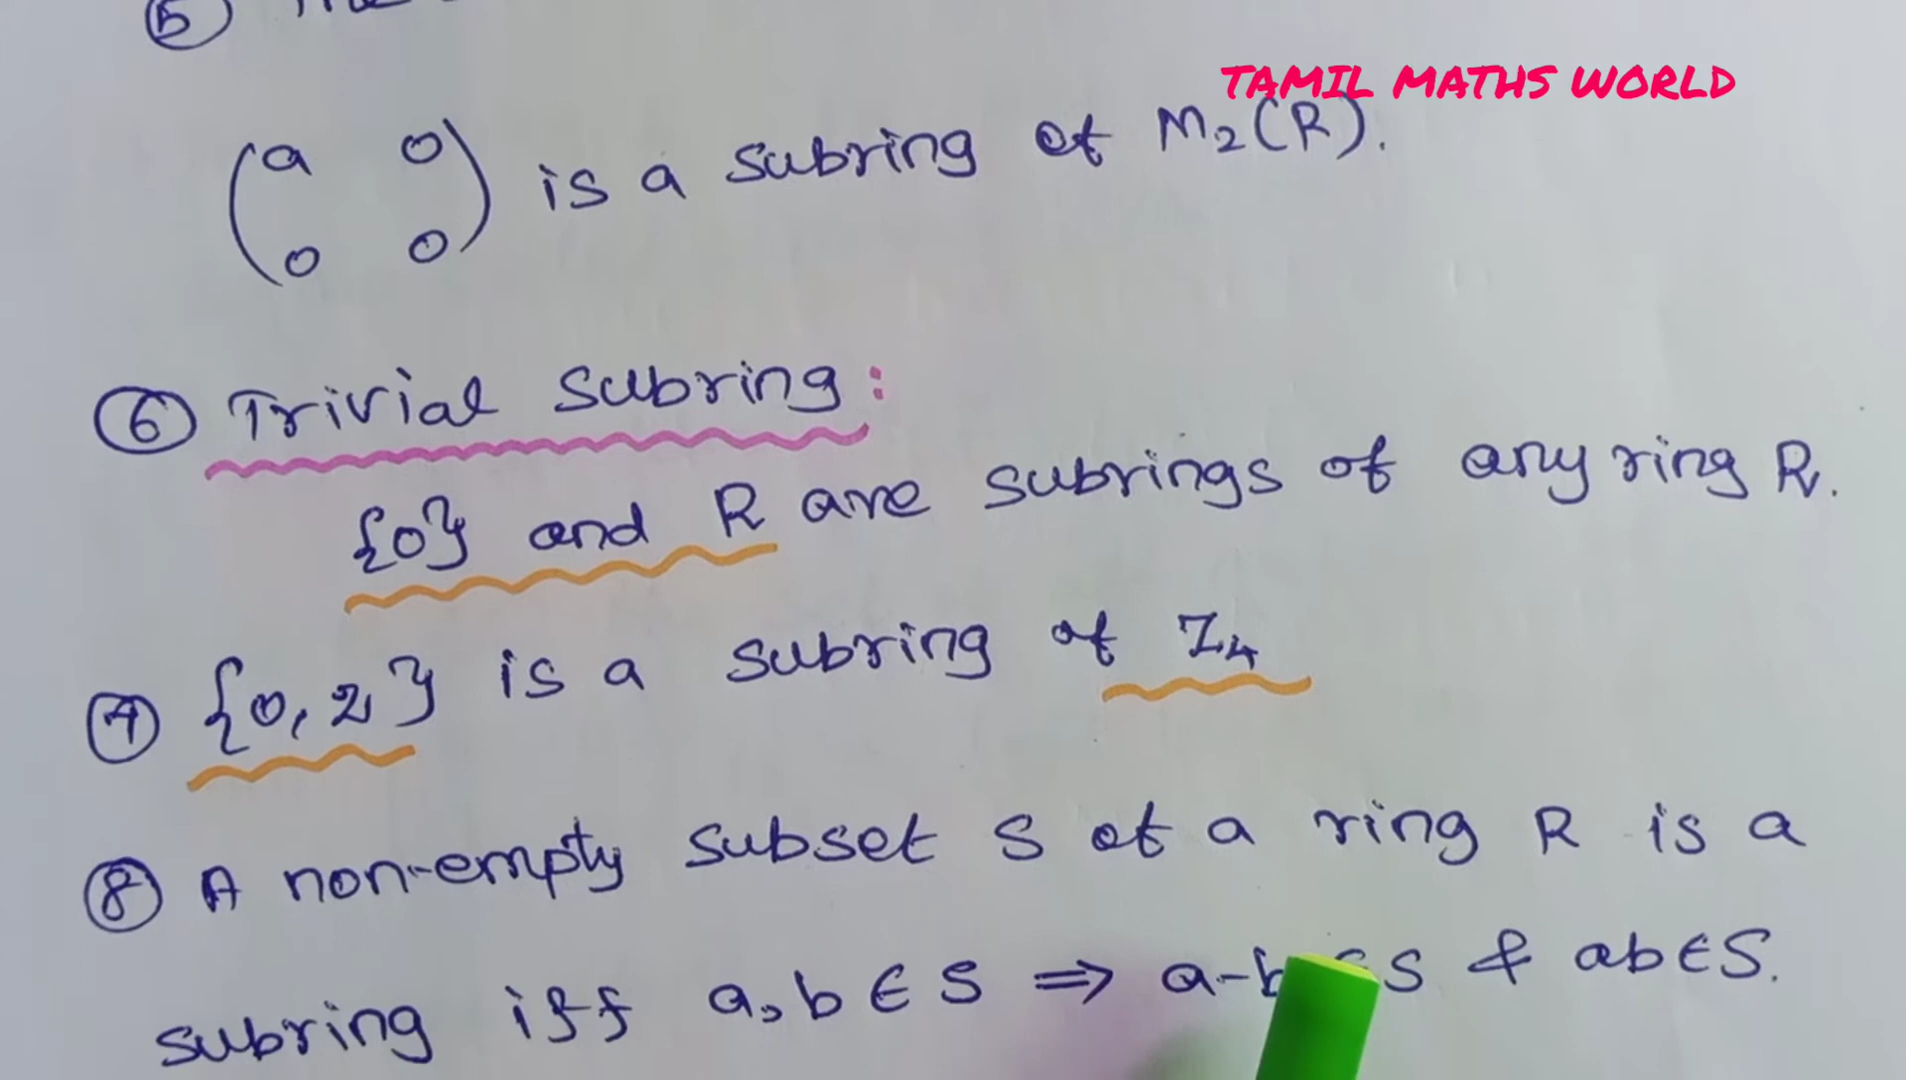 5
TAMIL MATHS WORLD
(a 0
0 0) is a subring of M₂(R).
6 Trivial Subring:
{0} and R are subrings of any ring R.
7 {0, 2} is a subring of Z₄
8 A non-empty subset S of a ring R is a
subring iff a, b ∈ S ⇒ a-b ∈ S & ab ∈ S.